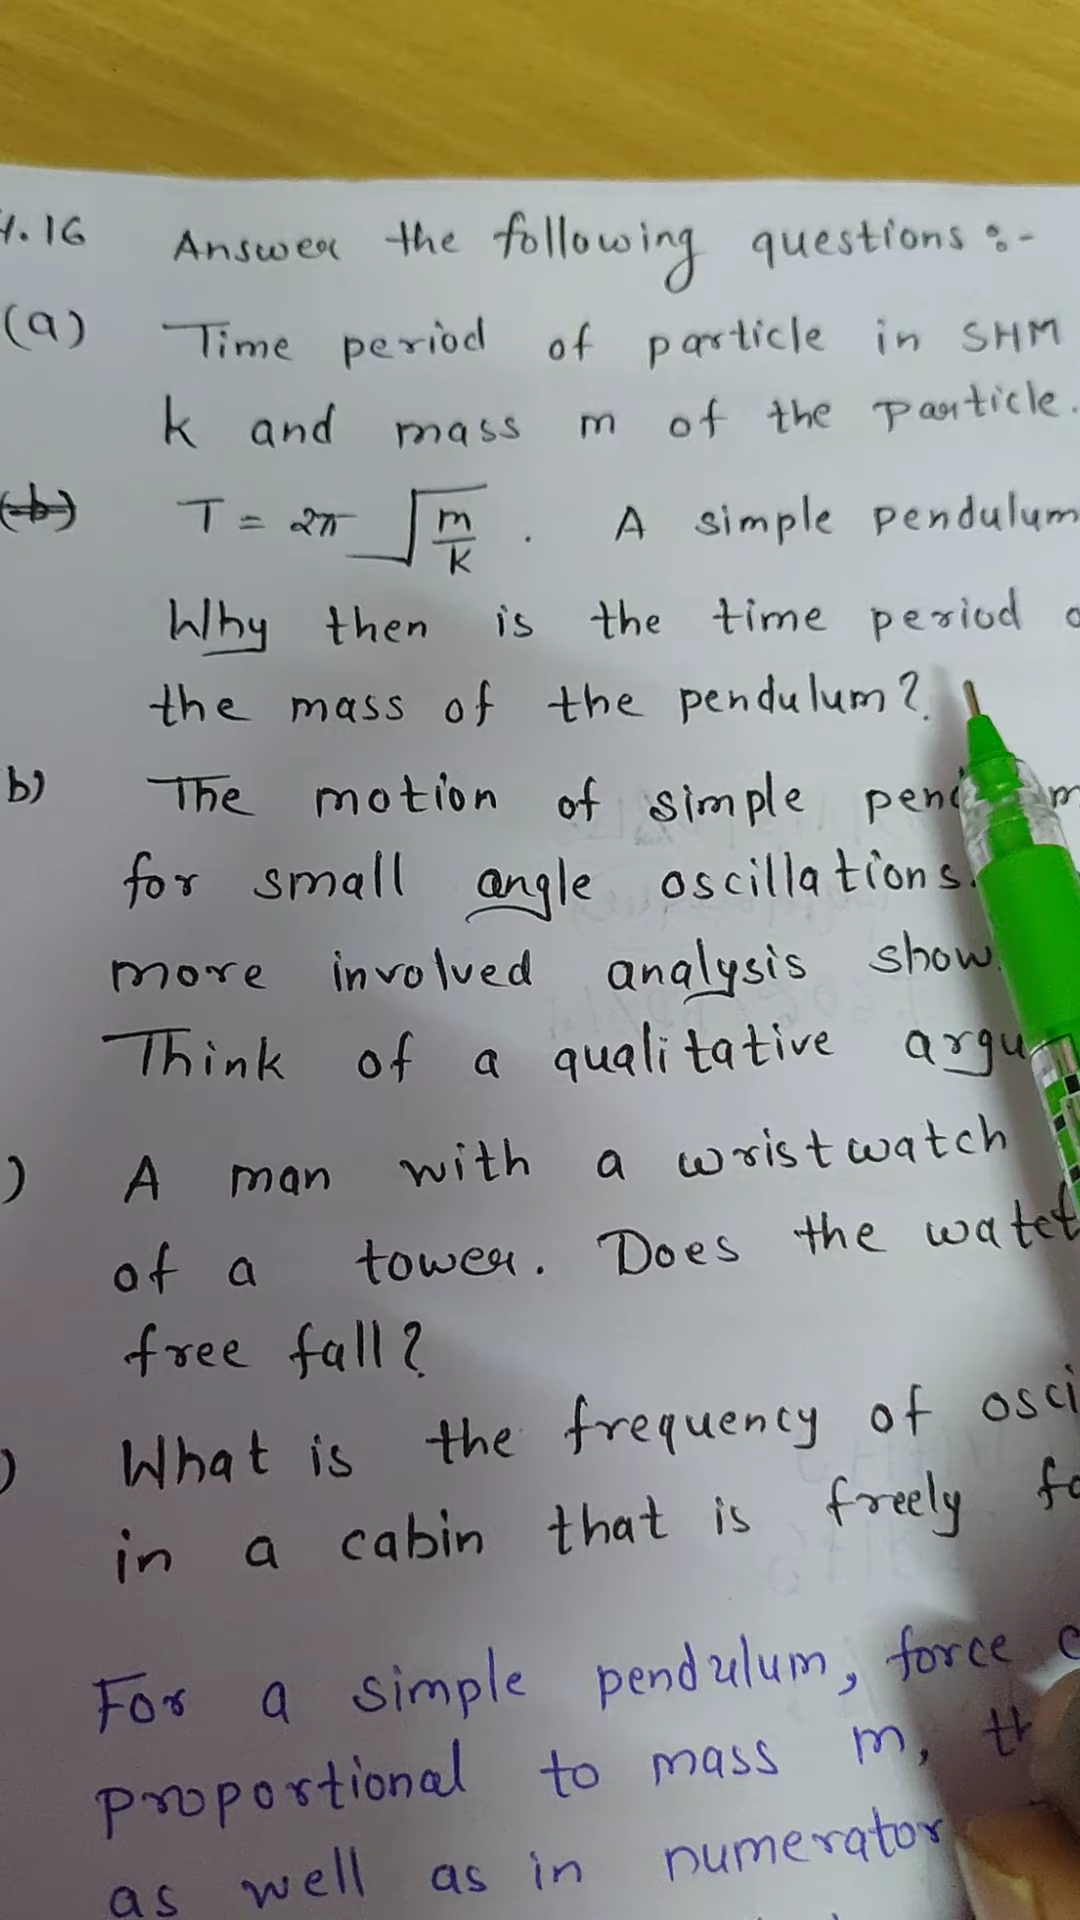 4.16 Answer the following questions :-
(a) Time period of particle in SHM
k and mass m of the Particle.
(b) T = 2π √m/k . A simple pendulum
Why then is the time period
the mass of the pendulum?
b) The motion of simple
for small angle oscillations.
more involved analysis show
Think of a qualitative argu
) A man with a wristwatch
of a tower. Does the watch
free fall?
) What is the frequency of osci
in a cabin that is freely fa
For a simple pendulum, force
proportional to mass m, th
as well as in numerator